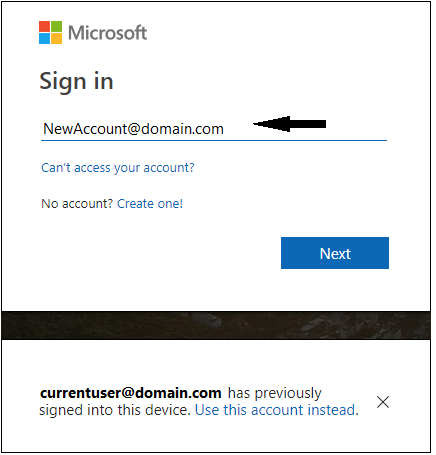 Microsoft
Sign in
NewAccount@domain.com
Can't access your account?
No account? Create one!
Next
currentuser@domain.com has previously
signed into this device. Use this account instead.